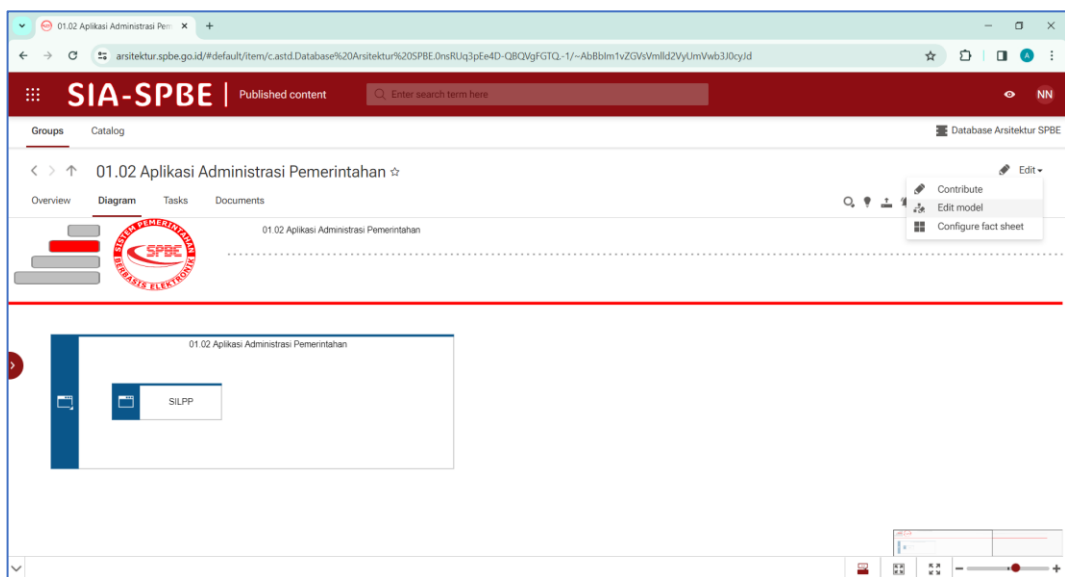 01.02 Aplikasi Administrasi Pem
arsitektur.spbe.go.id/#default/item/c.astd.Database%20Arsitektur%20SPBE.0nsRUq3pEe4D-QBQVgFGTQ.-1/~AbBbIm1vZGVsVmlld2VyUmVwb3J0cyJd
A
SIA-SPBE | Published content
Enter search term here
NN
Groups
Catalog
Database Arsitektur SPBE
01.02 Aplikasi Administrasi Pemerintahan
Edit
Overview
Diagram
Tasks
Documents
Contribute
Edit model
Configure fact sheet
SISTEM PEMERINTAHAN
SPBE
BERBASIS ELEKTRONIK
01.02 Aplikasi Administrasi Pemerintahan
01.02 Aplikasi Administrasi Pemerintahan
SILPP